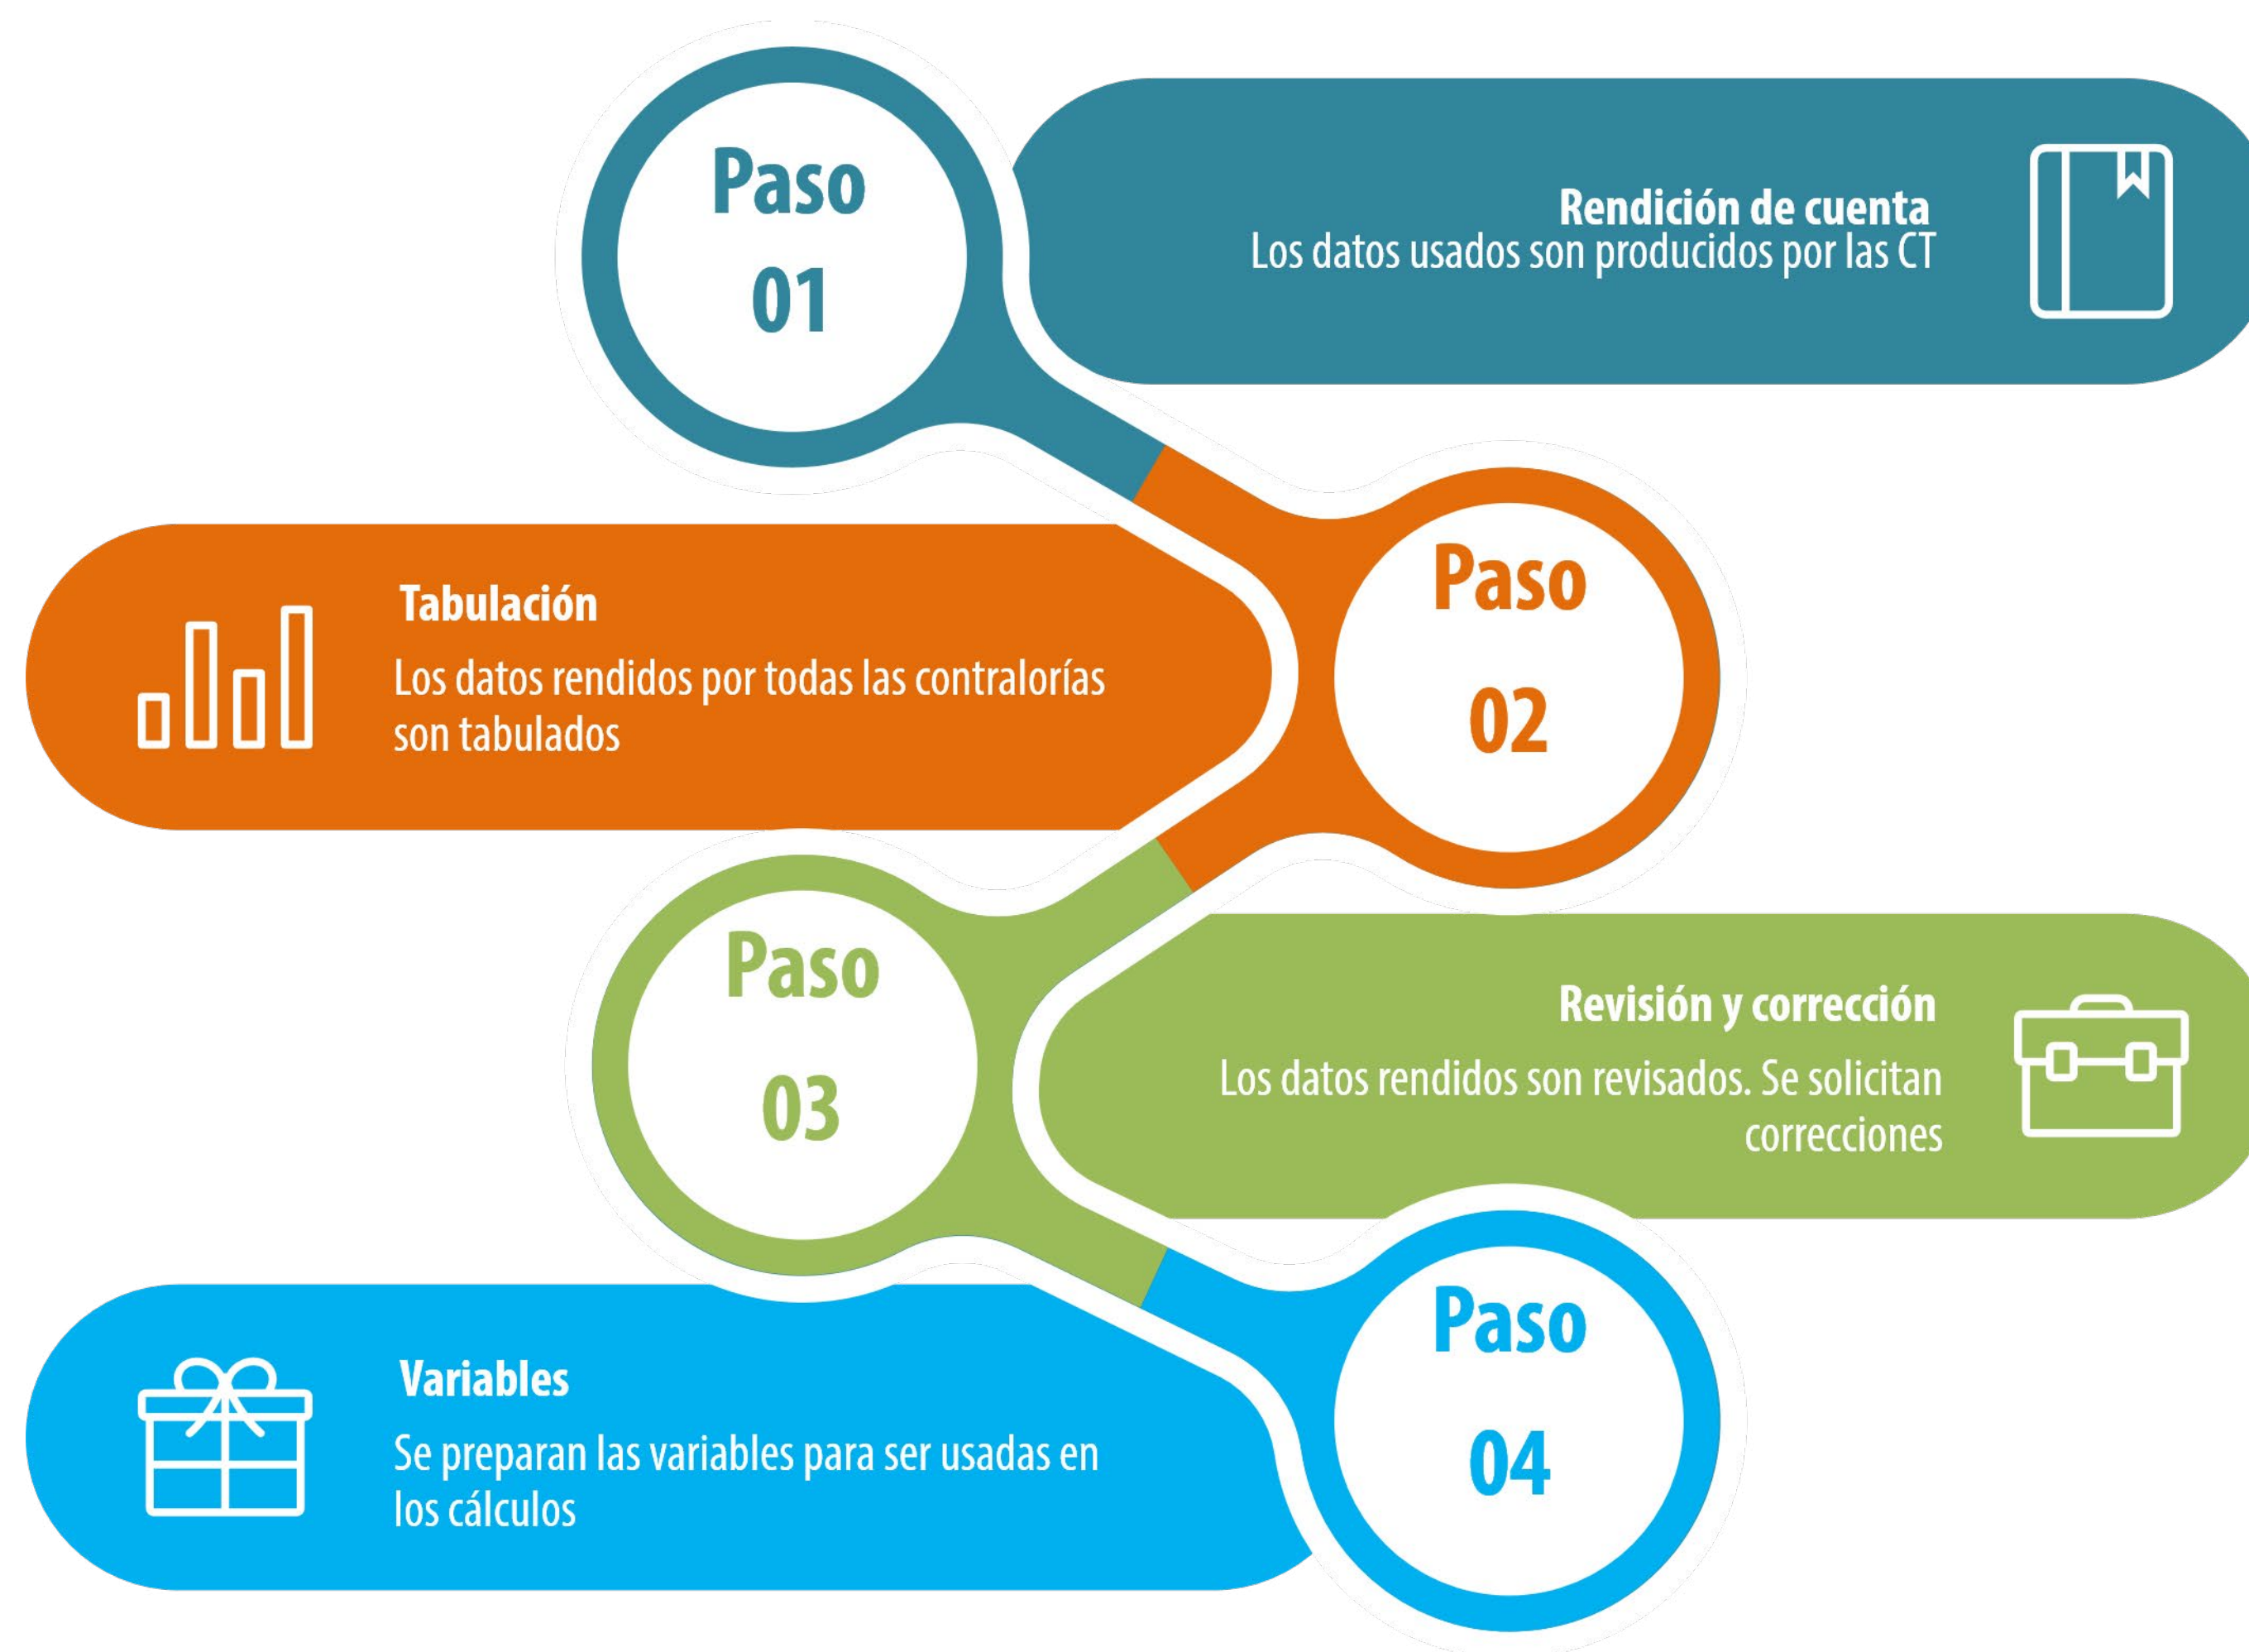 Paso
01
Rendición de cuenta
Los datos usados son producidos por las CT
Paso
02
Tabulación
Los datos rendidos por todas las contralorías
son tabulados
Paso
03
Revisión y corrección
Los datos rendidos son revisados. Se solicitan
correcciones
Paso
04
Variables
Se preparan las variables para ser usadas en
los cálculos